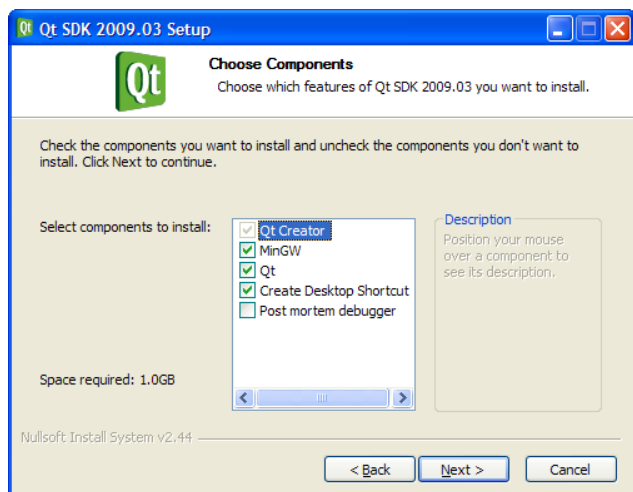 Qt SDK 2009.03 Setup
Qt
Choose Components
Choose which features of Qt SDK 2009.03 you want to install.
Check the components you want to install and uncheck the components you don't want to
install. Click Next to continue.
Select components to install:
Qt Creator
MinGW
Qt
Create Desktop Shortcut
Post mortem debugger
Description
Position your mouse
over a component to
see its description.
Space required: 1.0GB
Nullsoft Install System v2.44
< Back
Next >
Cancel